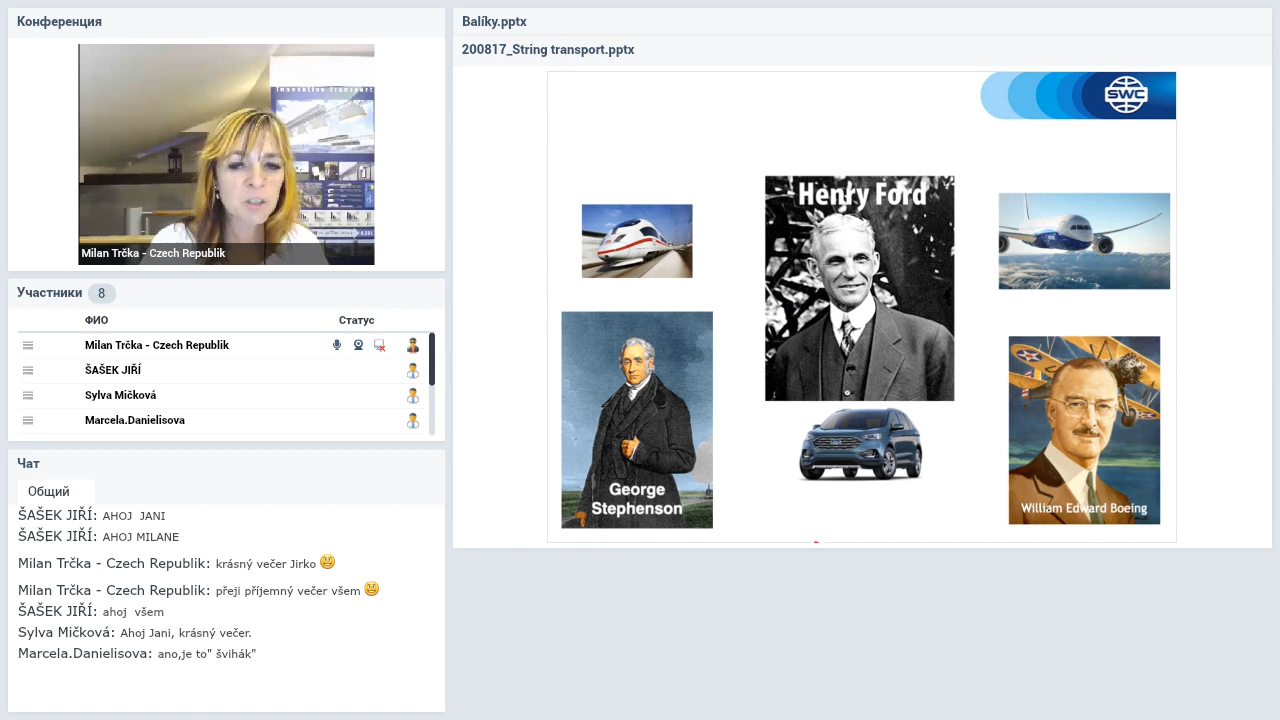 Конференция
Innovative transport
Milan Trčka - Czech Republik
Участники 8
ФИО Статус
Milan Trčka - Czech Republik
ŠAŠEK JIŘÍ
Sylva Mičková
Marcela.Danielisova
Чат
Общий
ŠAŠEK JIŘÍ: AHOJ JANI
ŠAŠEK JIŘÍ: AHOJ MILANE
Milan Trčka - Czech Republik: krásný večer Jirko
Milan Trčka - Czech Republik: přeji příjemný večer všem
ŠAŠEK JIŘÍ: ahoj všem
Sylva Mičková: Ahoj Jani, krásný večer.
Marcela.Danielisova: ano,je to" švihák"
Balíky.pptx
200817_String transport.pptx
SWC
Henry Ford
George
Stephenson
William Edward Boeing